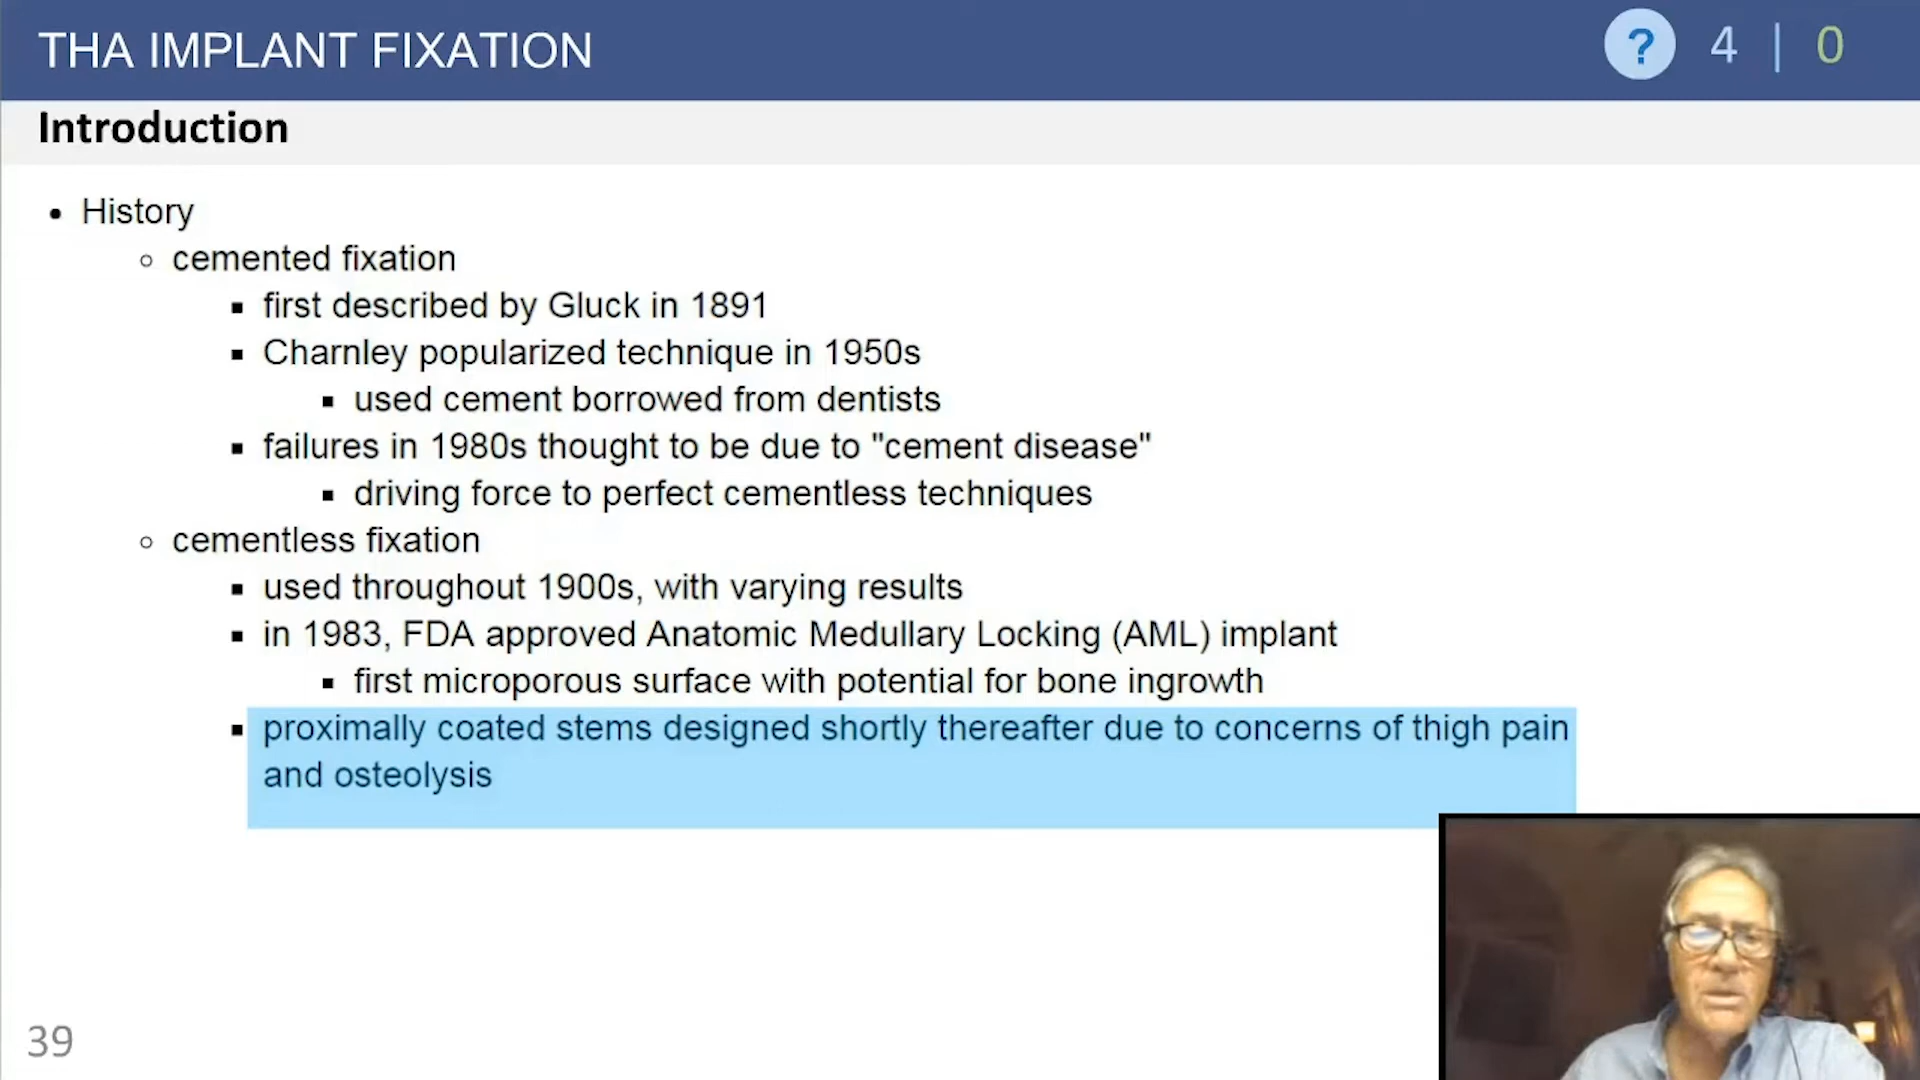 THA IMPLANT FIXATION
? 4 | 0
Introduction
• History
○ cemented fixation
▪ first described by Gluck in 1891
▪ Charnley popularized technique in 1950s
▪ used cement borrowed from dentists
▪ failures in 1980s thought to be due to "cement disease"
▪ driving force to perfect cementless techniques
○ cementless fixation
▪ used throughout 1900s, with varying results
▪ in 1983, FDA approved Anatomic Medullary Locking (AML) implant
▪ first microporous surface with potential for bone ingrowth
▪ proximally coated stems designed shortly thereafter due to concerns of thigh pain
and osteolysis
39